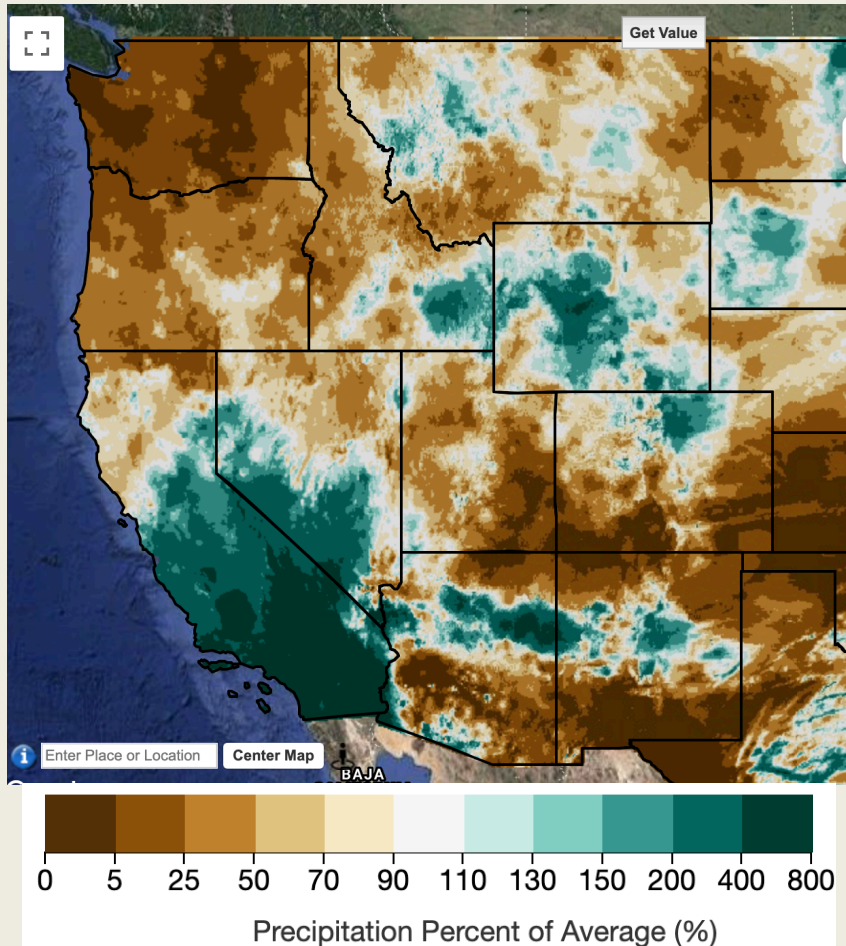 Get Value
Enter Place or Location
Center Map
BAJA
0 5 25 50 70 90 110 130 150 200 400 800
Precipitation Percent of Average (%)